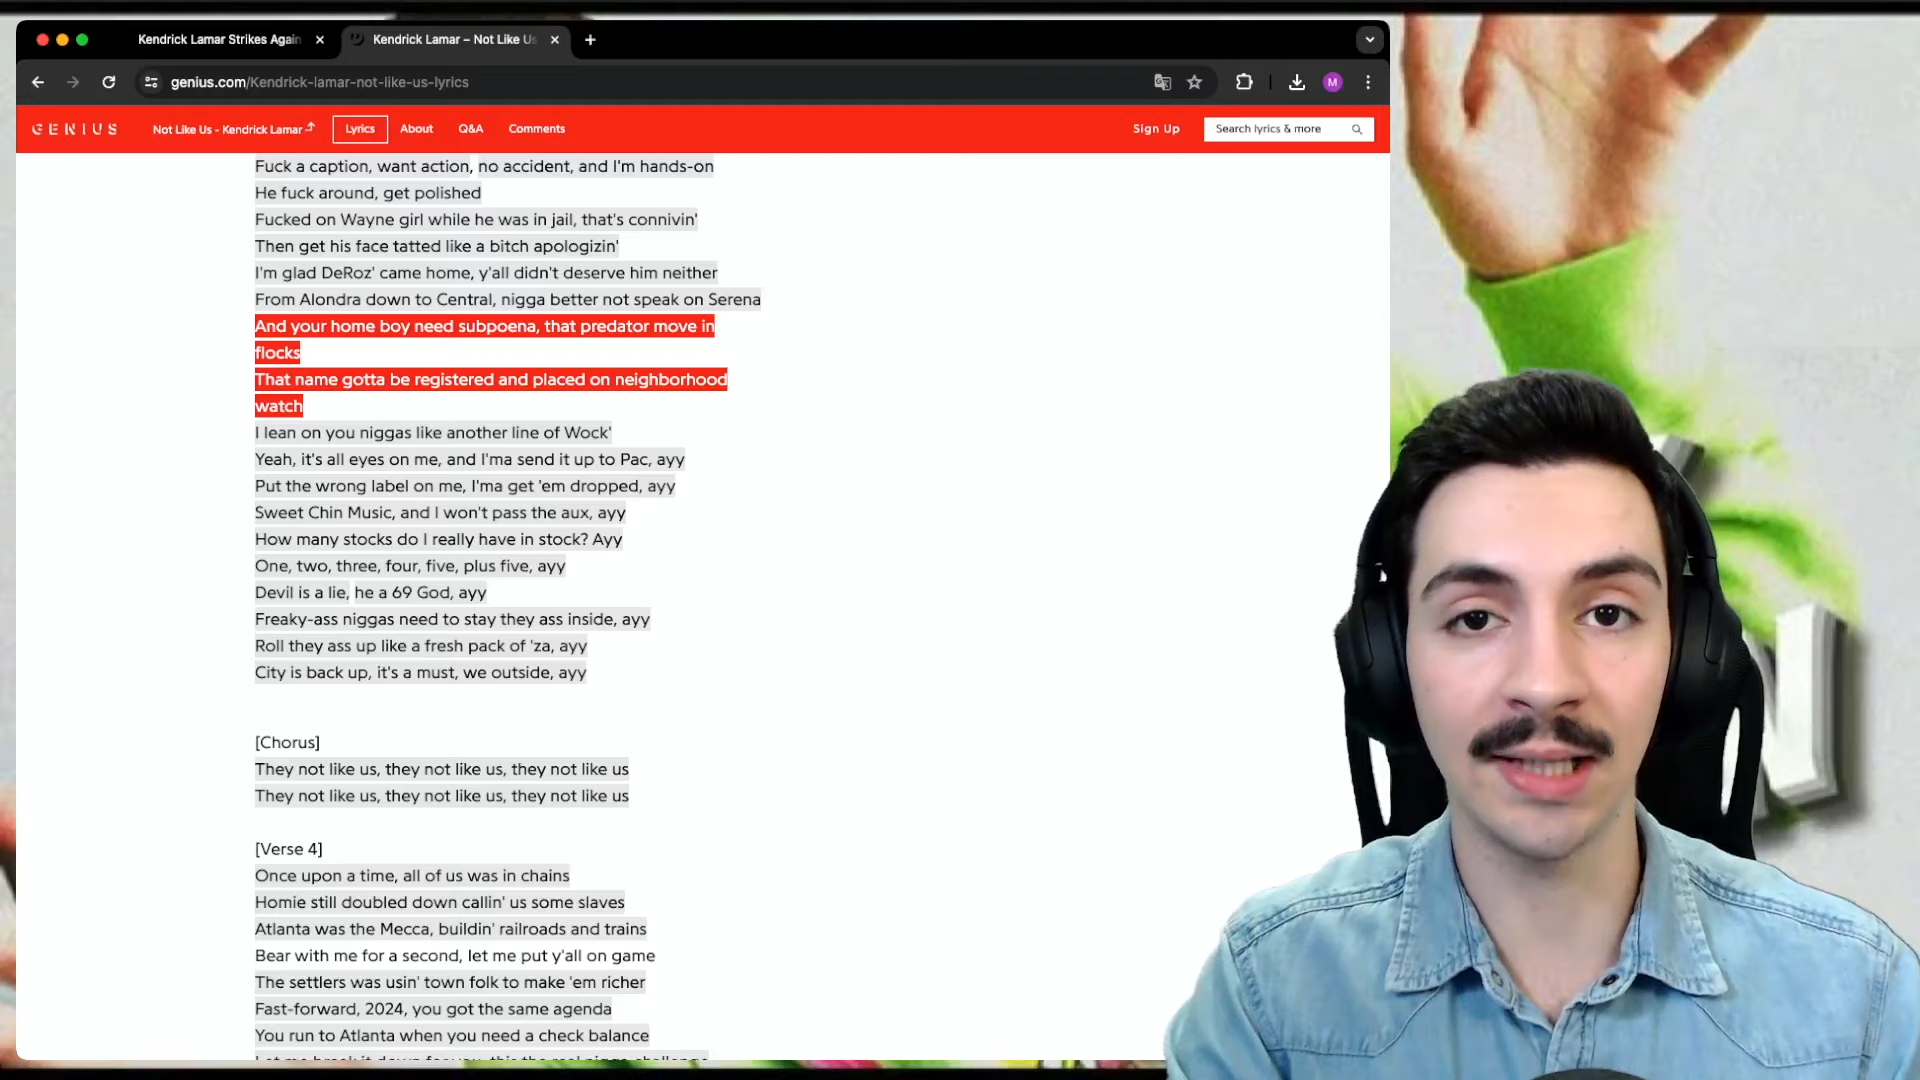 Kendrick Lamar Strikes Again
Kendrick Lamar – Not Like Us
genius.com/Kendrick-lamar-not-like-us-lyrics
M
GENIUS
Not Like Us - Kendrick Lamar
Lyrics
About
Q&A
Comments
Sign Up
Search lyrics & more
Fuck a caption, want action, no accident, and I'm hands-on
He fuck around, get polished
Fucked on Wayne girl while he was in jail, that's connivin'
Then get his face tatted like a bitch apologizin'
I'm glad DeRoz' came home, y'all didn't deserve him neither
From Alondra down to Central, nigga better not speak on Serena
And your home boy need subpoena, that predator move in
flocks
That name gotta be registered and placed on neighborhood
watch
I lean on you niggas like another line of Wock'
Yeah, it's all eyes on me, and I'ma send it up to Pac, ayy
Put the wrong label on me, I'ma get 'em dropped, ayy
Sweet Chin Music, and I won't pass the aux, ayy
How many stocks do I really have in stock? Ayy
One, two, three, four, five, plus five, ayy
Devil is a lie, he a 69 God, ayy
Freaky-ass niggas need to stay they ass inside, ayy
Roll they ass up like a fresh pack of 'za, ayy
City is back up, it's a must, we outside, ayy
[Chorus]
They not like us, they not like us, they not like us
They not like us, they not like us, they not like us
[Verse 4]
Once upon a time, all of us was in chains
Homie still doubled down callin' us some slaves
Atlanta was the Mecca, buildin' railroads and trains
Bear with me for a second, let me put y'all on game
The settlers was usin' town folk to make 'em richer
Fast-forward, 2024, you got the same agenda
You run to Atlanta when you need a check balance